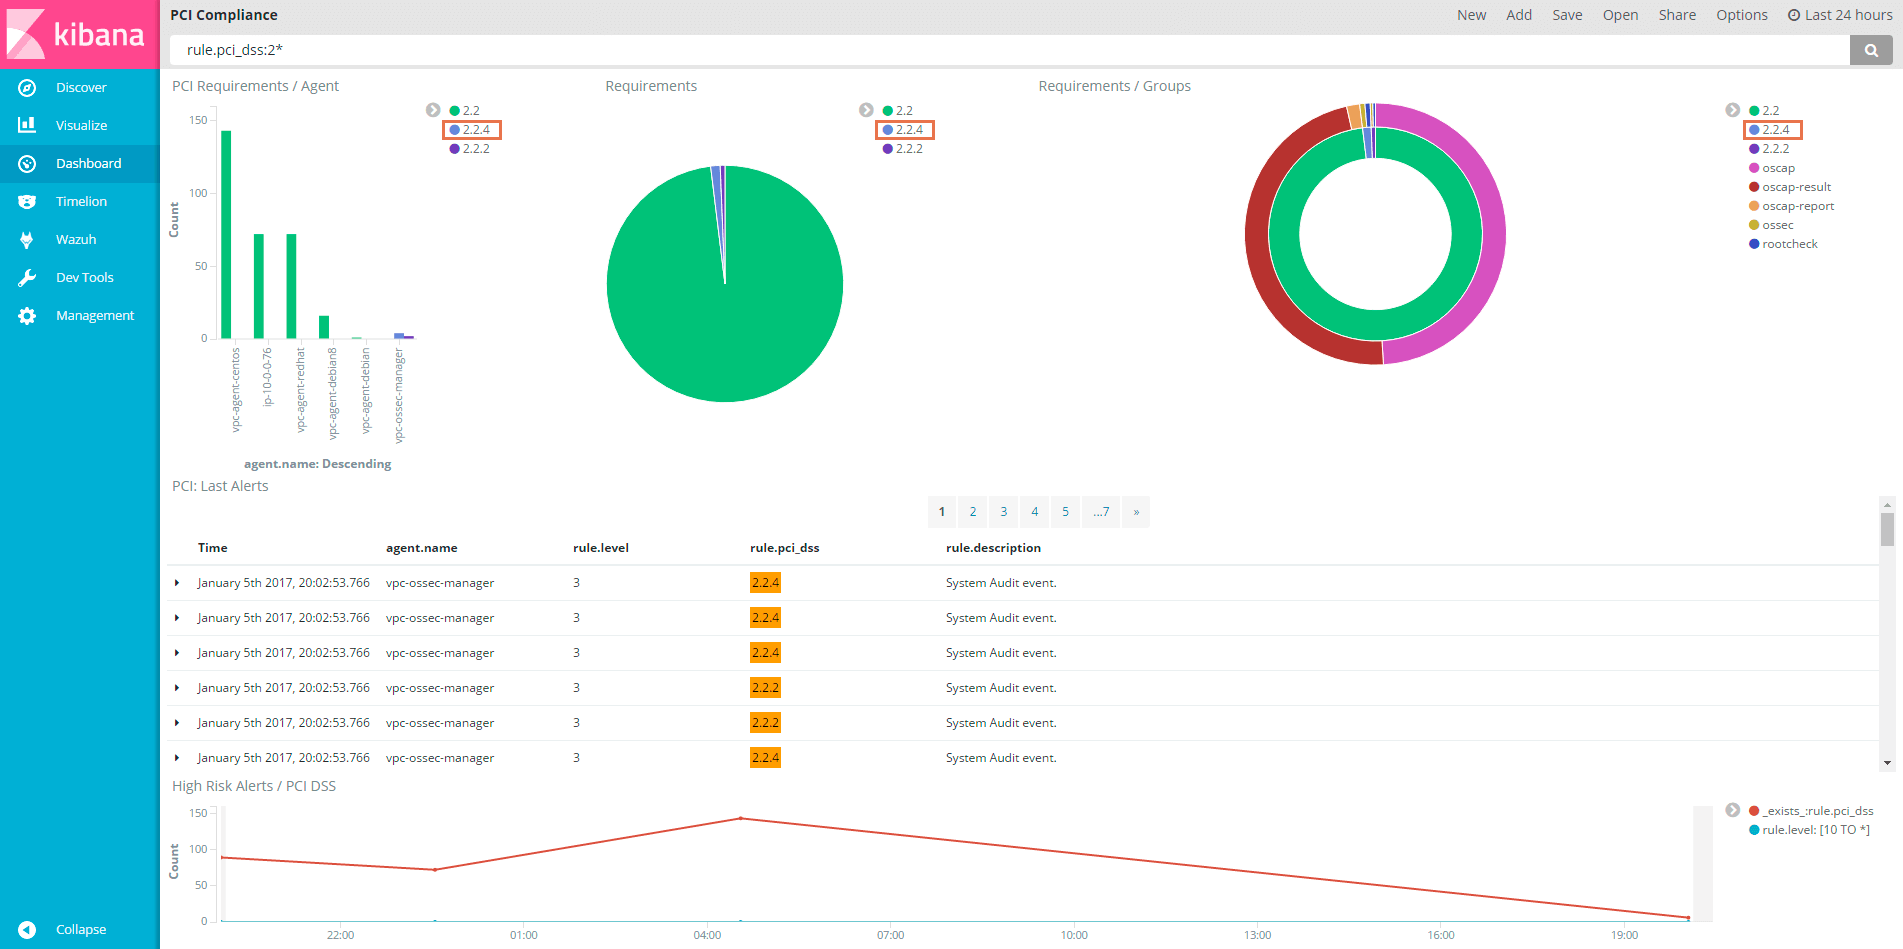 kibana
Discover
Visualize
Dashboard
Timelion
Wazuh
Dev Tools
Management
Collapse
PCI Compliance
New Add Save Open Share Options Last 24 hours
rule.pci_dss:2*
PCI Requirements / Agent
2.2
2.2.4
2.2.2
150
100
50
0
Count
vpc-agent-centos
ip-10-0-0-76
vpc-agent-redhat
vpc-agent-debian8
vpc-agent-debian
vpc-ossec-manager
agent.name: Descending
Requirements
2.2
2.2.4
2.2.2
Requirements / Groups
2.2
2.2.4
2.2.2
oscap
oscap-result
oscap-report
ossec
rootcheck
PCI: Last Alerts
1 2 3 4 5 ...7 »
Time agent.name rule.level rule.pci_dss rule.description
January 5th 2017, 20:02:53.766 vpc-ossec-manager 3 2.2.4 System Audit event.
January 5th 2017, 20:02:53.766 vpc-ossec-manager 3 2.2.4 System Audit event.
January 5th 2017, 20:02:53.766 vpc-ossec-manager 3 2.2.4 System Audit event.
January 5th 2017, 20:02:53.766 vpc-ossec-manager 3 2.2.2 System Audit event.
January 5th 2017, 20:02:53.766 vpc-ossec-manager 3 2.2.2 System Audit event.
January 5th 2017, 20:02:53.766 vpc-ossec-manager 3 2.2.4 System Audit event.
High Risk Alerts / PCI DSS
150
100
50
0
Count
22:00 01:00 04:00 07:00 10:00 13:00 16:00 19:00
_exists_:rule.pci_dss
rule.level: [10 TO *]